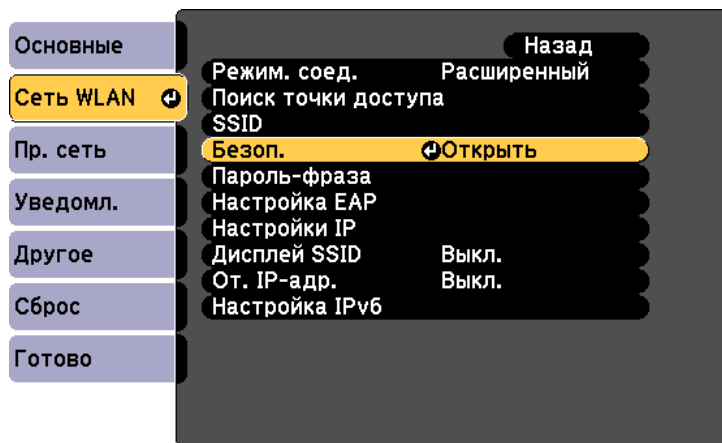 Основные
Сеть WLAN
Пр. сеть
Уведомл.
Другое
Сброс
Готово
Назад
Режим. соед. Расширенный
Поиск точки доступа
SSID
Безоп. Открыть
Пароль-фраза
Настройка EAP
Настройки IP
Дисплей SSID Выкл.
От. IP-адр. Выкл.
Настройка IPv6